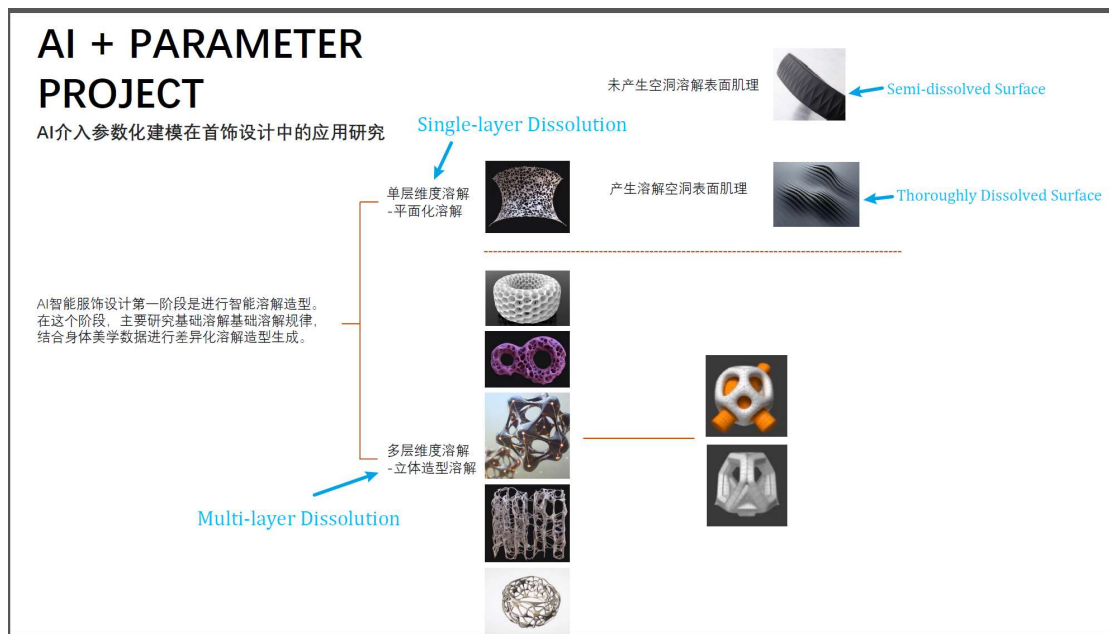 AI + PARAMETER
PROJECT
AI介入参数化建模在首饰设计中的应用研究
未产生空洞溶解表面肌理
Semi-dissolved Surface
Single-layer Dissolution
单层维度溶解
-平面化溶解
产生溶解空洞表面肌理
Thoroughly Dissolved Surface
AI智能服饰设计第一阶段是进行智能溶解造型。
在这个阶段，主要研究基础溶解基础溶解规律，
结合身体美学数据进行差异化溶解造型生成。
多层维度溶解
-立体造型溶解
Multi-layer Dissolution